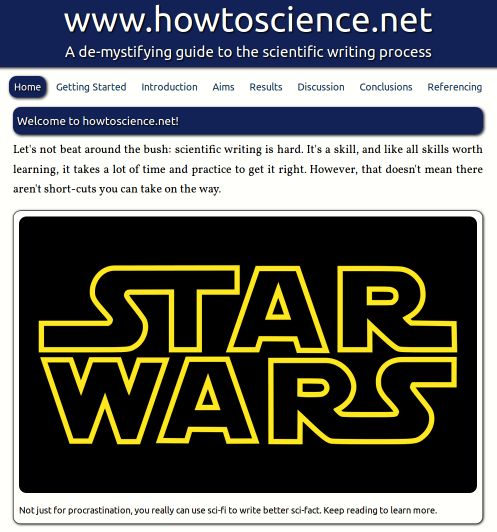 www.howtoscience.net
A de-mystifying guide to the scientific writing process
Home Getting Started Introduction Aims Results Discussion Conclusions Referencing
Welcome to howtoscience.net!
Let's not beat around the bush: scientific writing is hard. It's a skill, and like all skills worth
learning, it takes a lot of time and practice to get it right. However, that doesn't mean there
aren't short-cuts you can take on the way.
STAR
WARS
Not just for procrastination, you really can use sci-fi to write better sci-fact. Keep reading to learn more.